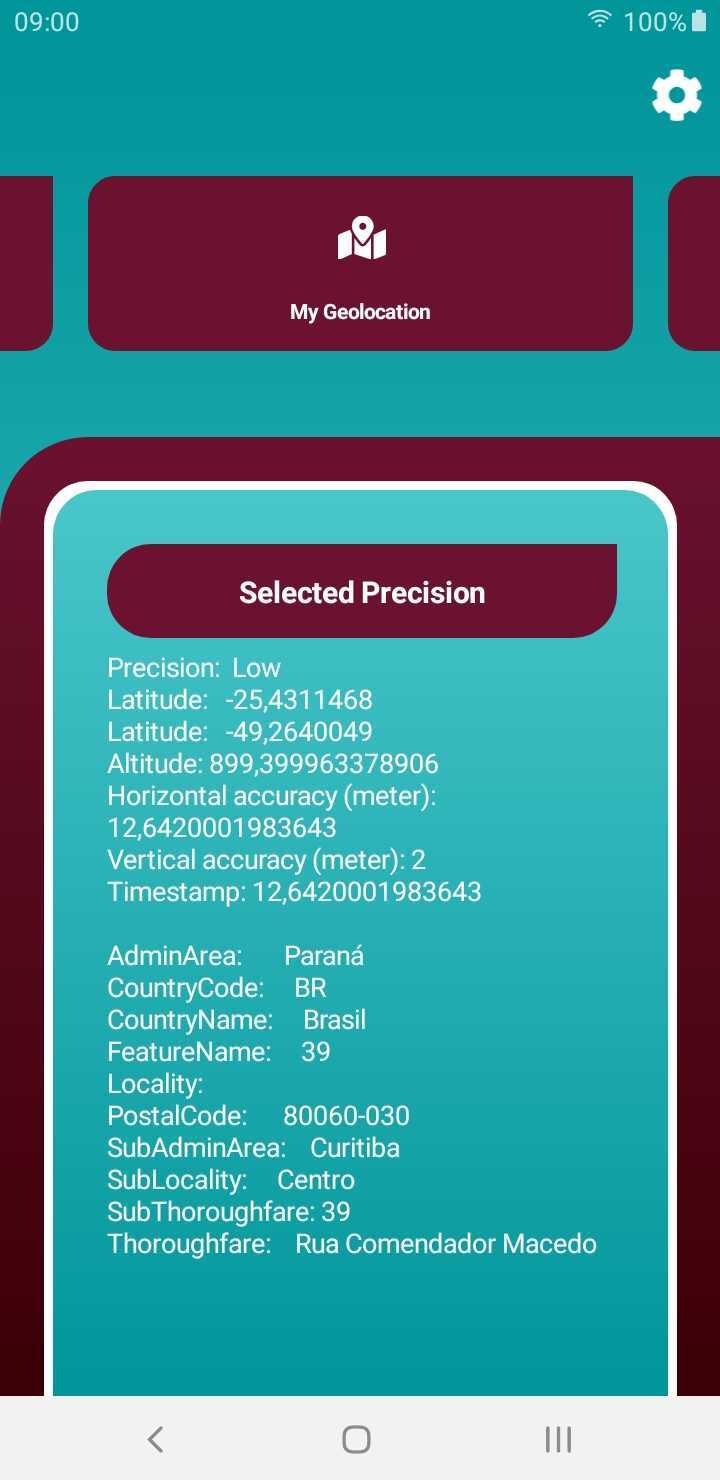 09:00
100%
My Geolocation
Selected Precision
Precision: Low
Latitude: -25,4311468
Latitude: -49,2640049
Altitude: 899,399963378906
Horizontal accuracy (meter):
12,6420001983643
Vertical accuracy (meter): 2
Timestamp: 12,6420001983643
AdminArea: Paraná
CountryCode: BR
CountryName: Brasil
FeatureName: 39
Locality:
PostalCode: 80060-030
SubAdminArea: Curitiba
SubLocality: Centro
SubThoroughfare: 39
Thoroughfare: Rua Comendador Macedo